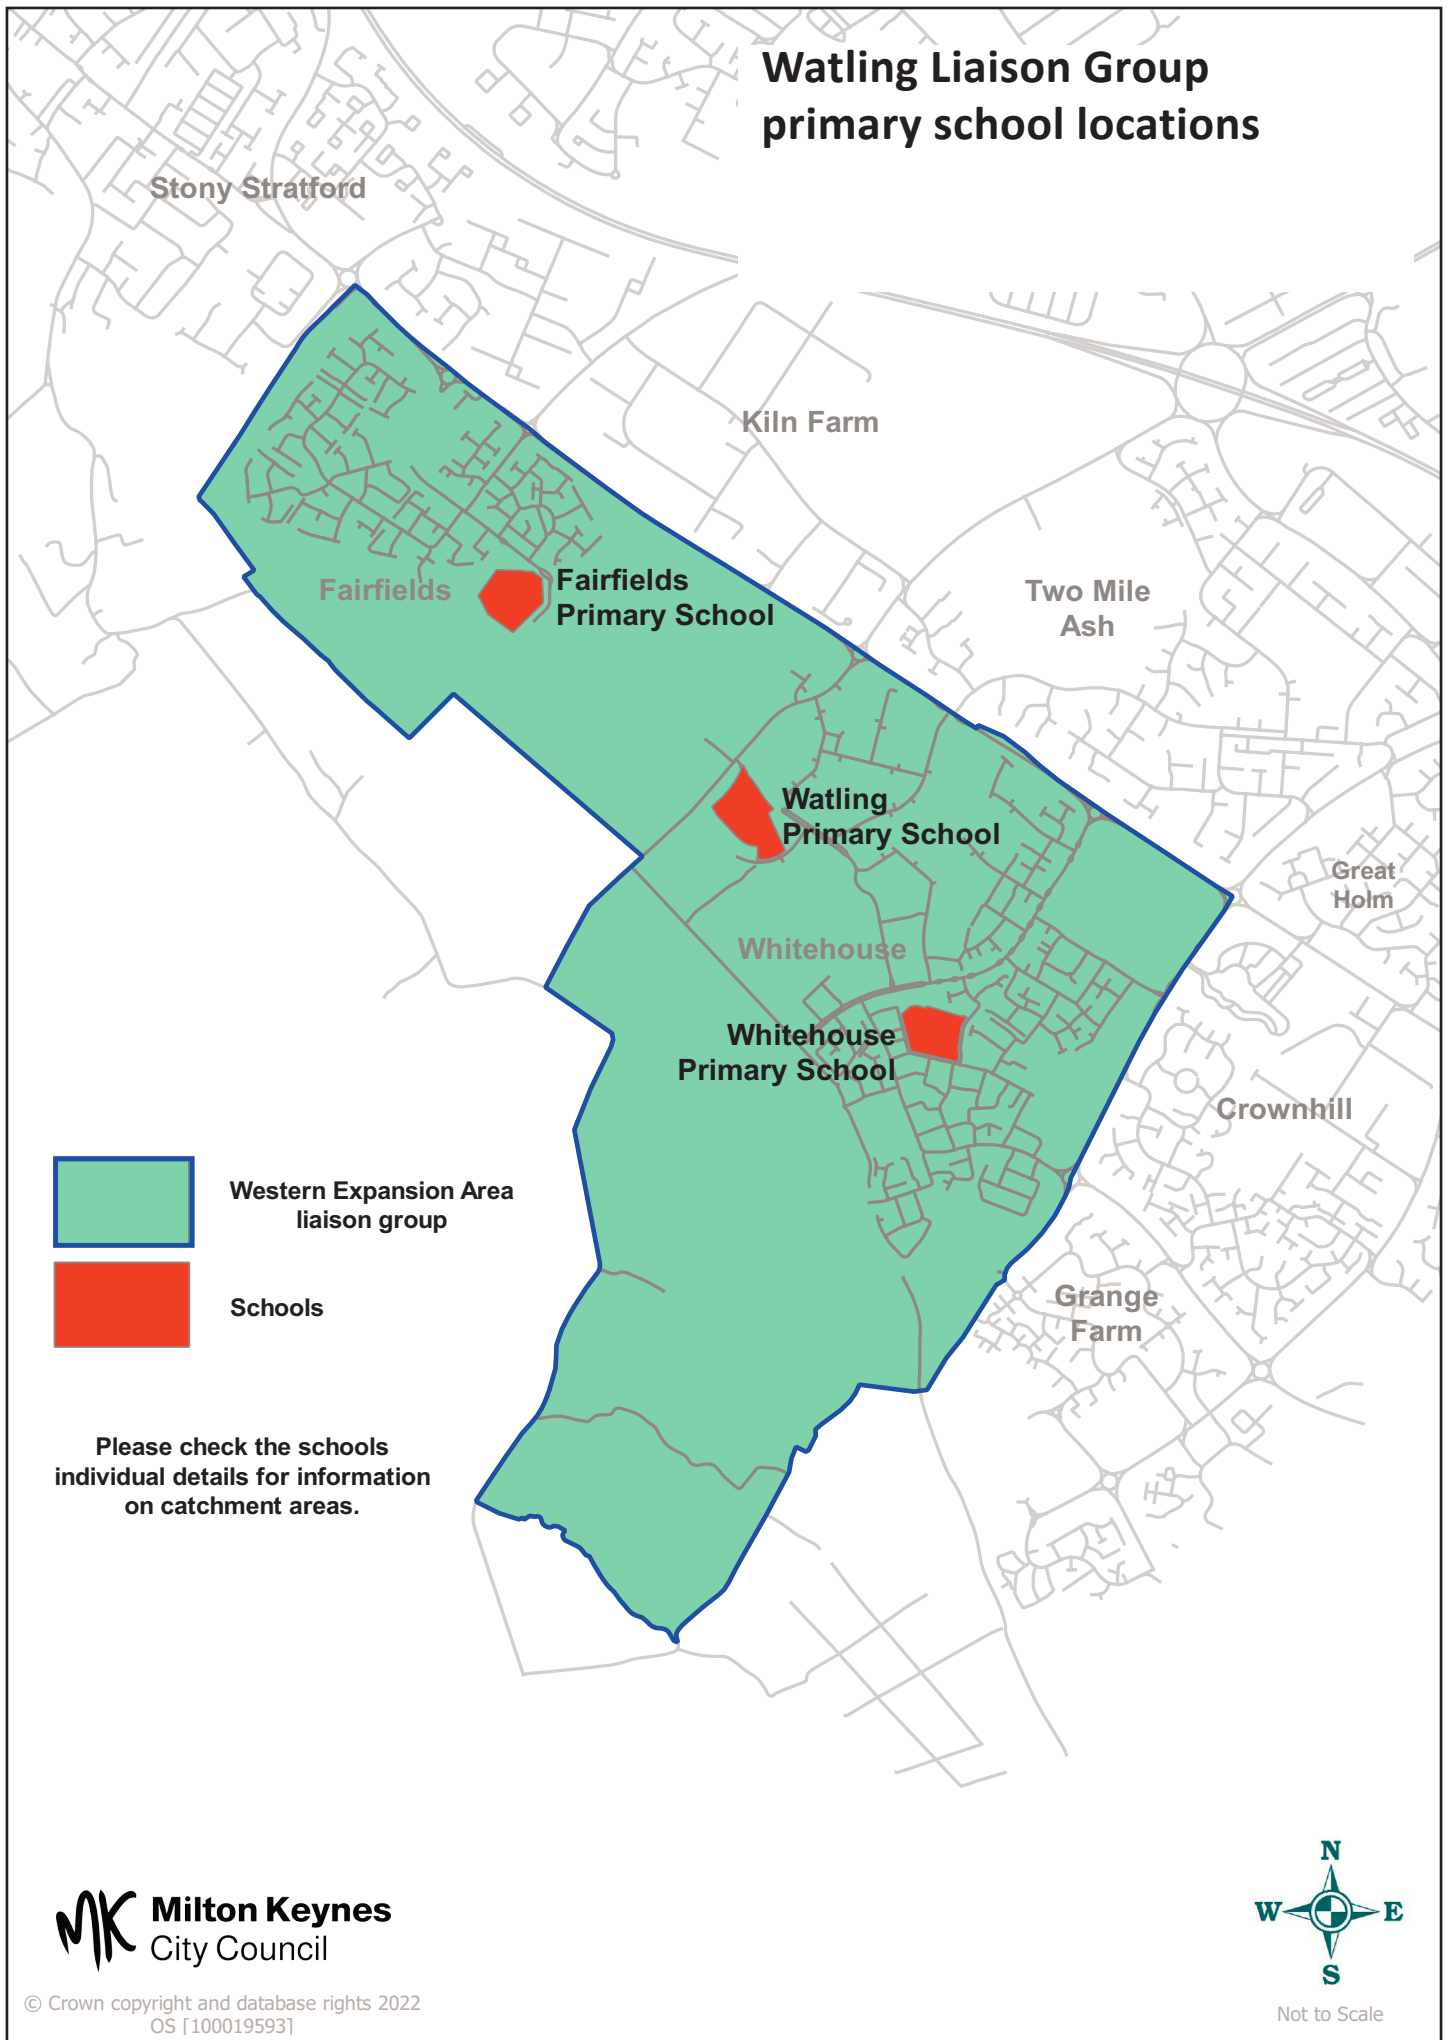 Watling Liaison Group
primary school locations
Stony Stratford
Kiln Farm
Fairfields
Fairfields
Primary School
Two Mile
Ash
Watling
Primary School
Great
Holm
Whitehouse
Whitehouse
Primary School
Crownhill
Western Expansion Area
liaison group
Grange
Farm
Schools
Please check the schools
individual details for information
on catchment areas.
N
W
E
S
MK
Milton Keynes
City Council
© Crown copyright and database rights 2022
OS [100019593]
Not to Scale